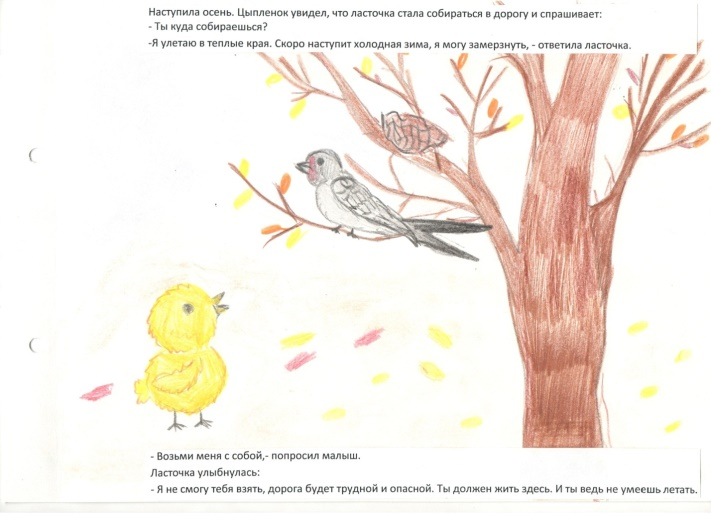 Наступила осень. Цыпленок увидел, что ласточка стала собираться в дорогу и спрашивает:
- Ты куда собираешься?
-Я улетаю в теплые края. Скоро наступит холодная зима, я могу замерзнуть, - ответила ласточка.
- Возьми меня с собой,- попросил малыш.
Ласточка улыбнулась:
- Я не смогу тебя взять, дорога будет трудной и опасной. Ты должен жить здесь. И ты ведь не умеешь летать.